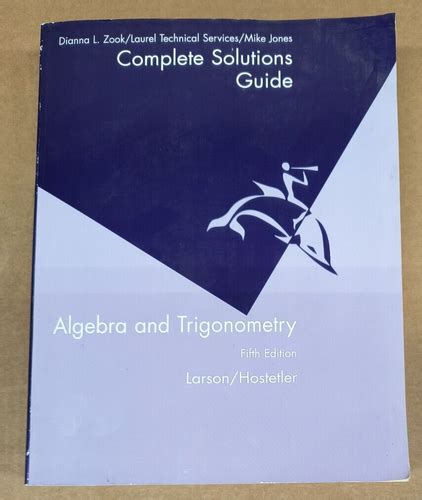 Dianna L. Zook/Laurel Technical Services/Mike Jones
Complete Solutions
Guide
Algebra and Trigonometry
Fifth Edition
Larson/Hostetler